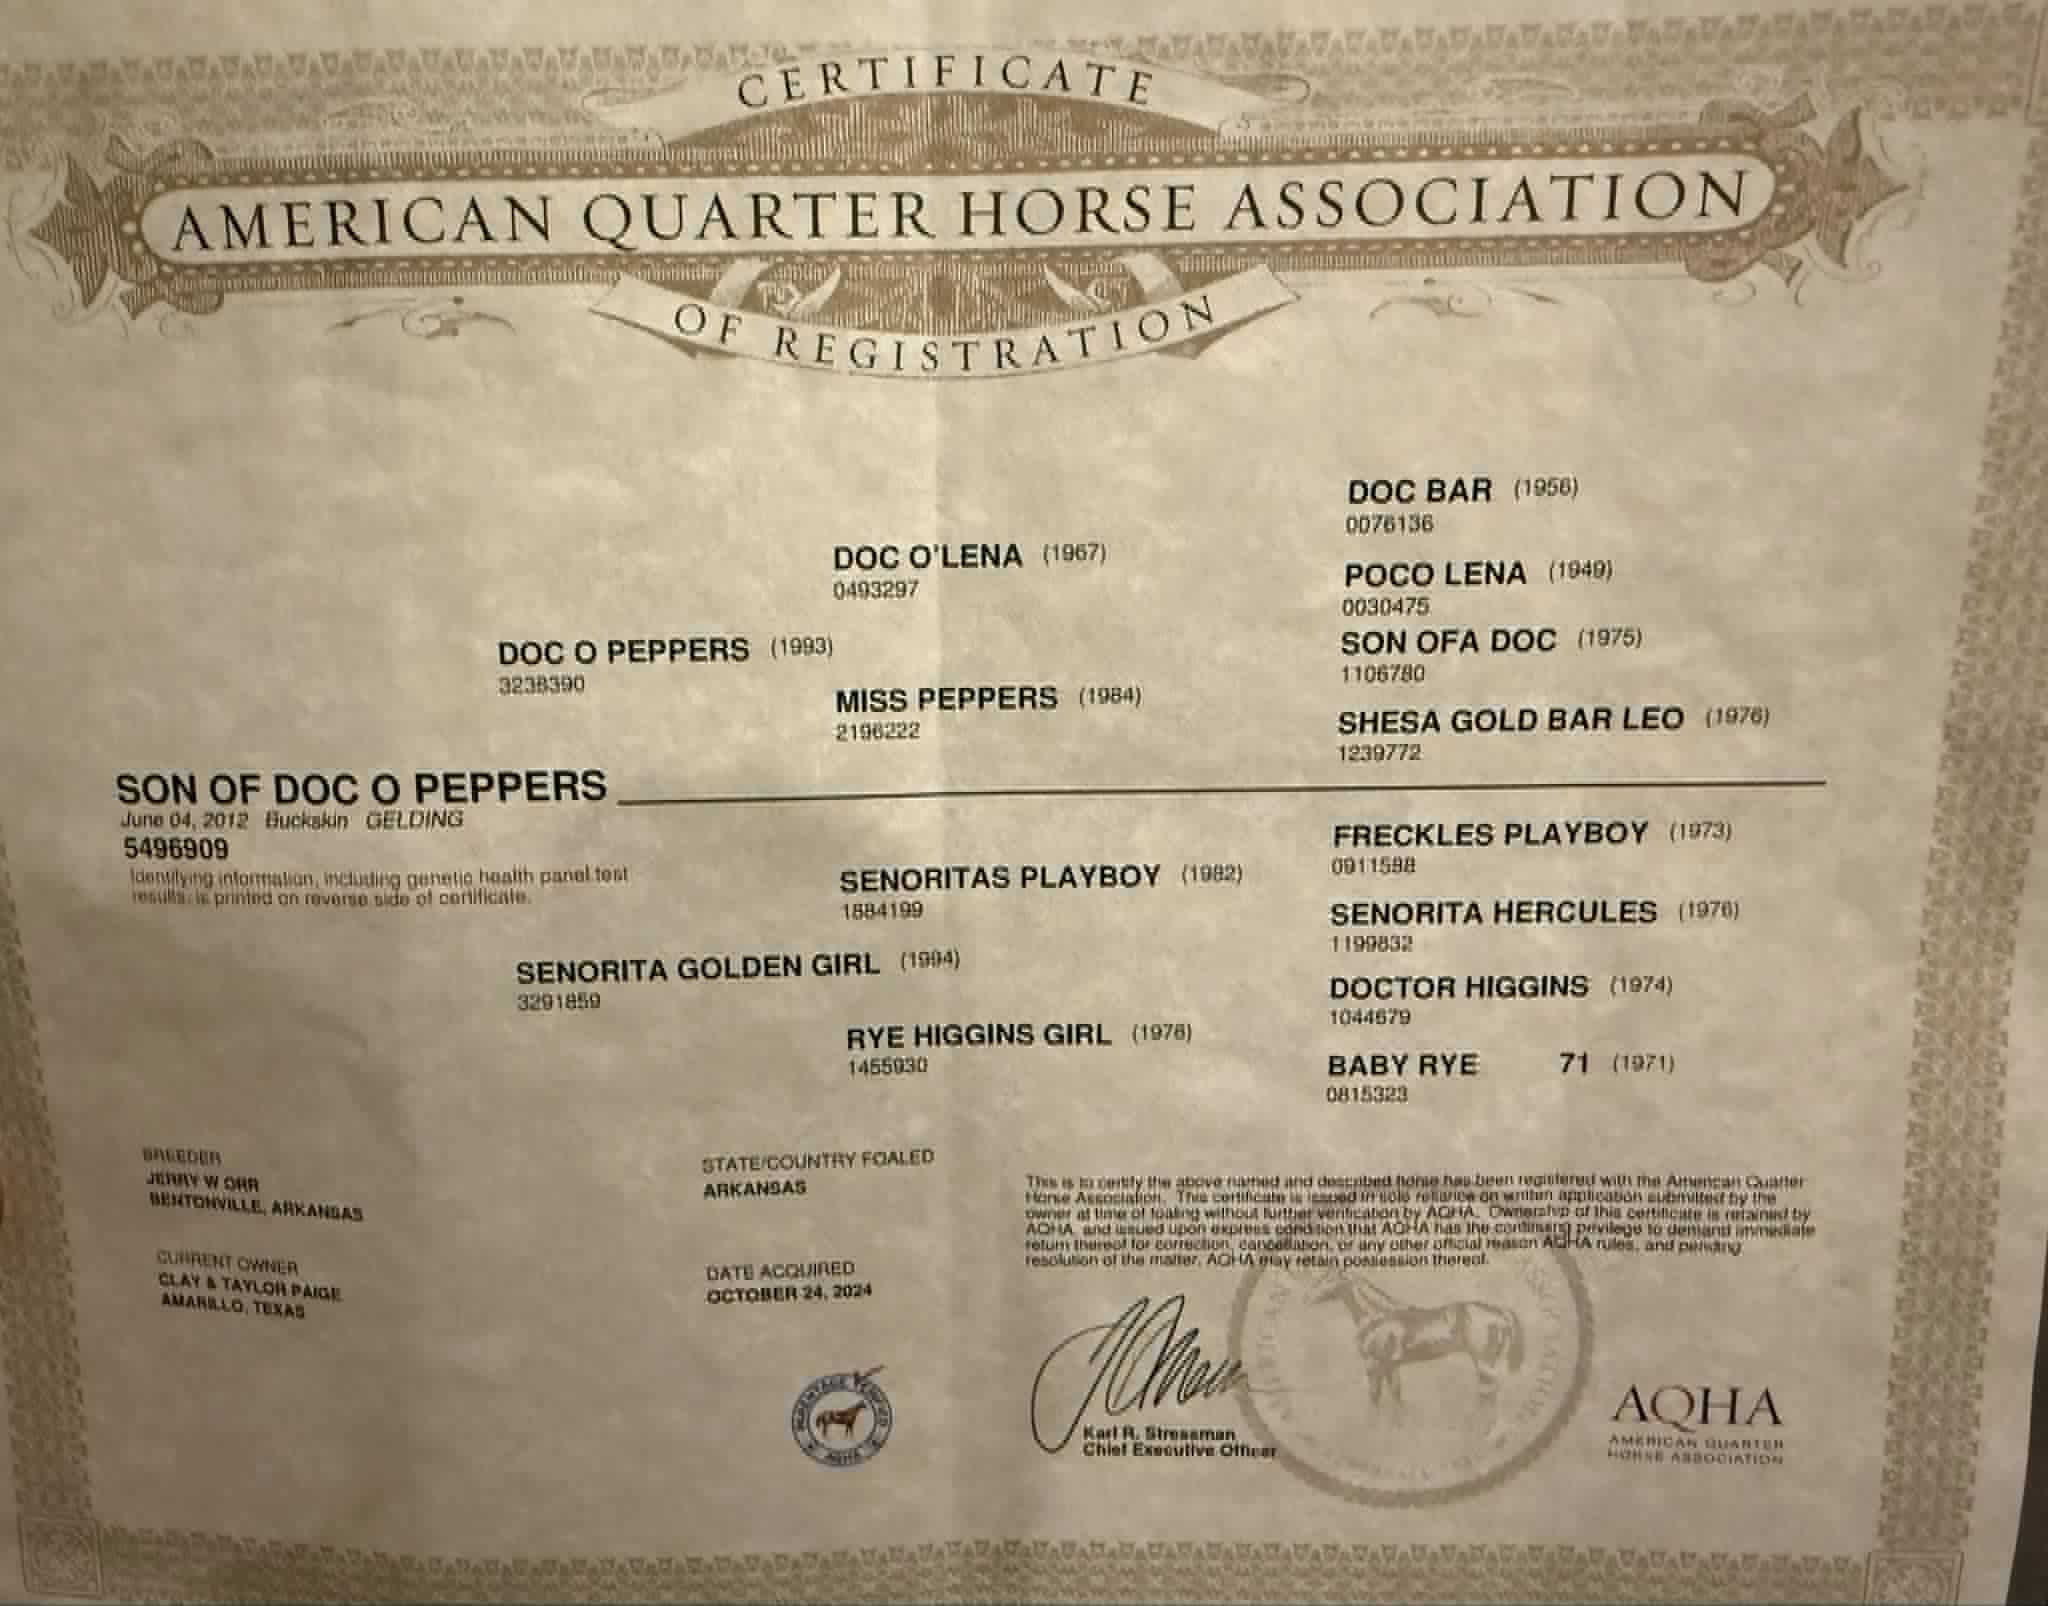 CERTIFICATE
AMERICAN QUARTER HORSE ASSOCIATION
OF REGISTRATION
DOC BAR (1956)
0076136
DOC O'LENA (1967)
0493297
POCO LENA (1949)
0030475
DOC O PEPPERS (1993)
3238390
SON OFA DOC (1975)
1106780
MISS PEPPERS (1984)
2196222
SHESA GOLD BAR LEO (1976)
1239772
SON OF DOC O PEPPERS
June 04, 2012 Buckskin GELDING
5496909
Identifying information, including genetic health panel test
results, is printed on reverse side of certificate.
FRECKLES PLAYBOY (1973)
0911588
SENORITAS PLAYBOY (1982)
1884199
SENORITA HERCULES (1976)
1199832
SENORITA GOLDEN GIRL (1994)
3291859
DOCTOR HIGGINS (1974)
1044679
RYE HIGGINS GIRL (1978)
1455930
BABY RYE 71 (1971)
0815323
BREEDER
JERRY W ORR
BENTONVILLE, ARKANSAS
STATE/COUNTRY FOALED
ARKANSAS
CURRENT OWNER
CLAY & TAYLOR PAIGE
AMARILLO, TEXAS
DATE ACQUIRED
OCTOBER 24, 2024
This is to certify the above named and described horse has been registered with the American Quarter
Horse Association. This certificate is issued in sole reliance on written application submitted by the
owner at time of foaling without further verification by AQHA. Ownership of this certificate is retained by
AQHA, and issued upon express condition that AQHA has the continuing privilege to demand immediate
return thereof for correction, cancellation, or any other official reason AQHA rules, and pending
resolution of the matter, AQHA may retain possession thereof.
PARENTAGE VERIFIED
AQHA
Karl R. Stressman
Chief Executive Officer
AMERICAN ASSOCIATION
AQHA
AMERICAN QUARTER
HORSE ASSOCIATION